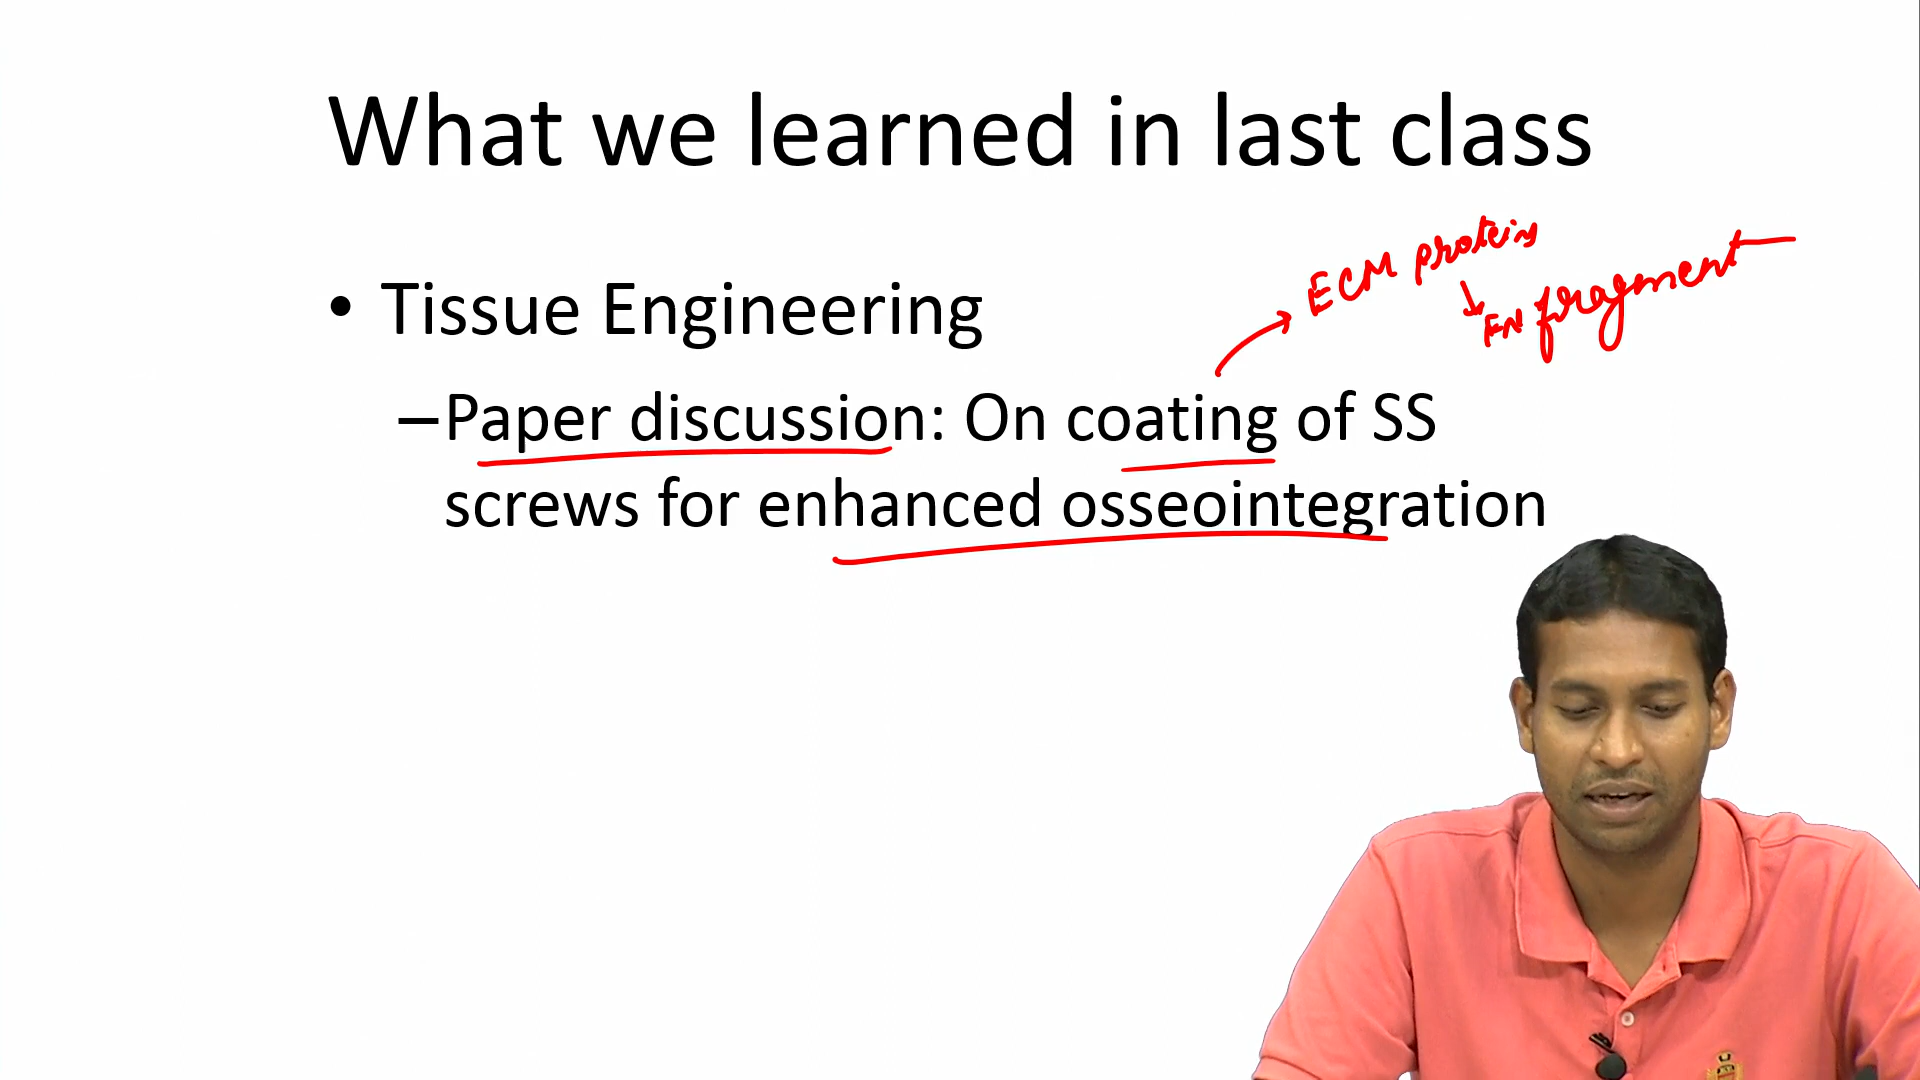 What we learned in last class
• Tissue Engineering
ECM proteins
FN fragment
–Paper discussion: On coating of SS
screws for enhanced osseointegration